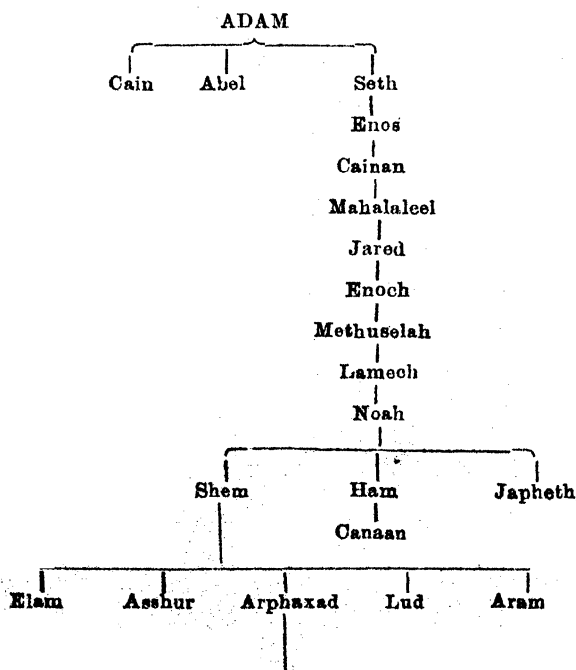 ADAM
Cain Abel Seth
Enos
Cainan
Mahalaleel
Jared
Enoch
Methuselah
Lamech
Noah
Shem Ham Japheth
Canaan
Elam Asshur Arphaxad Lud Aram